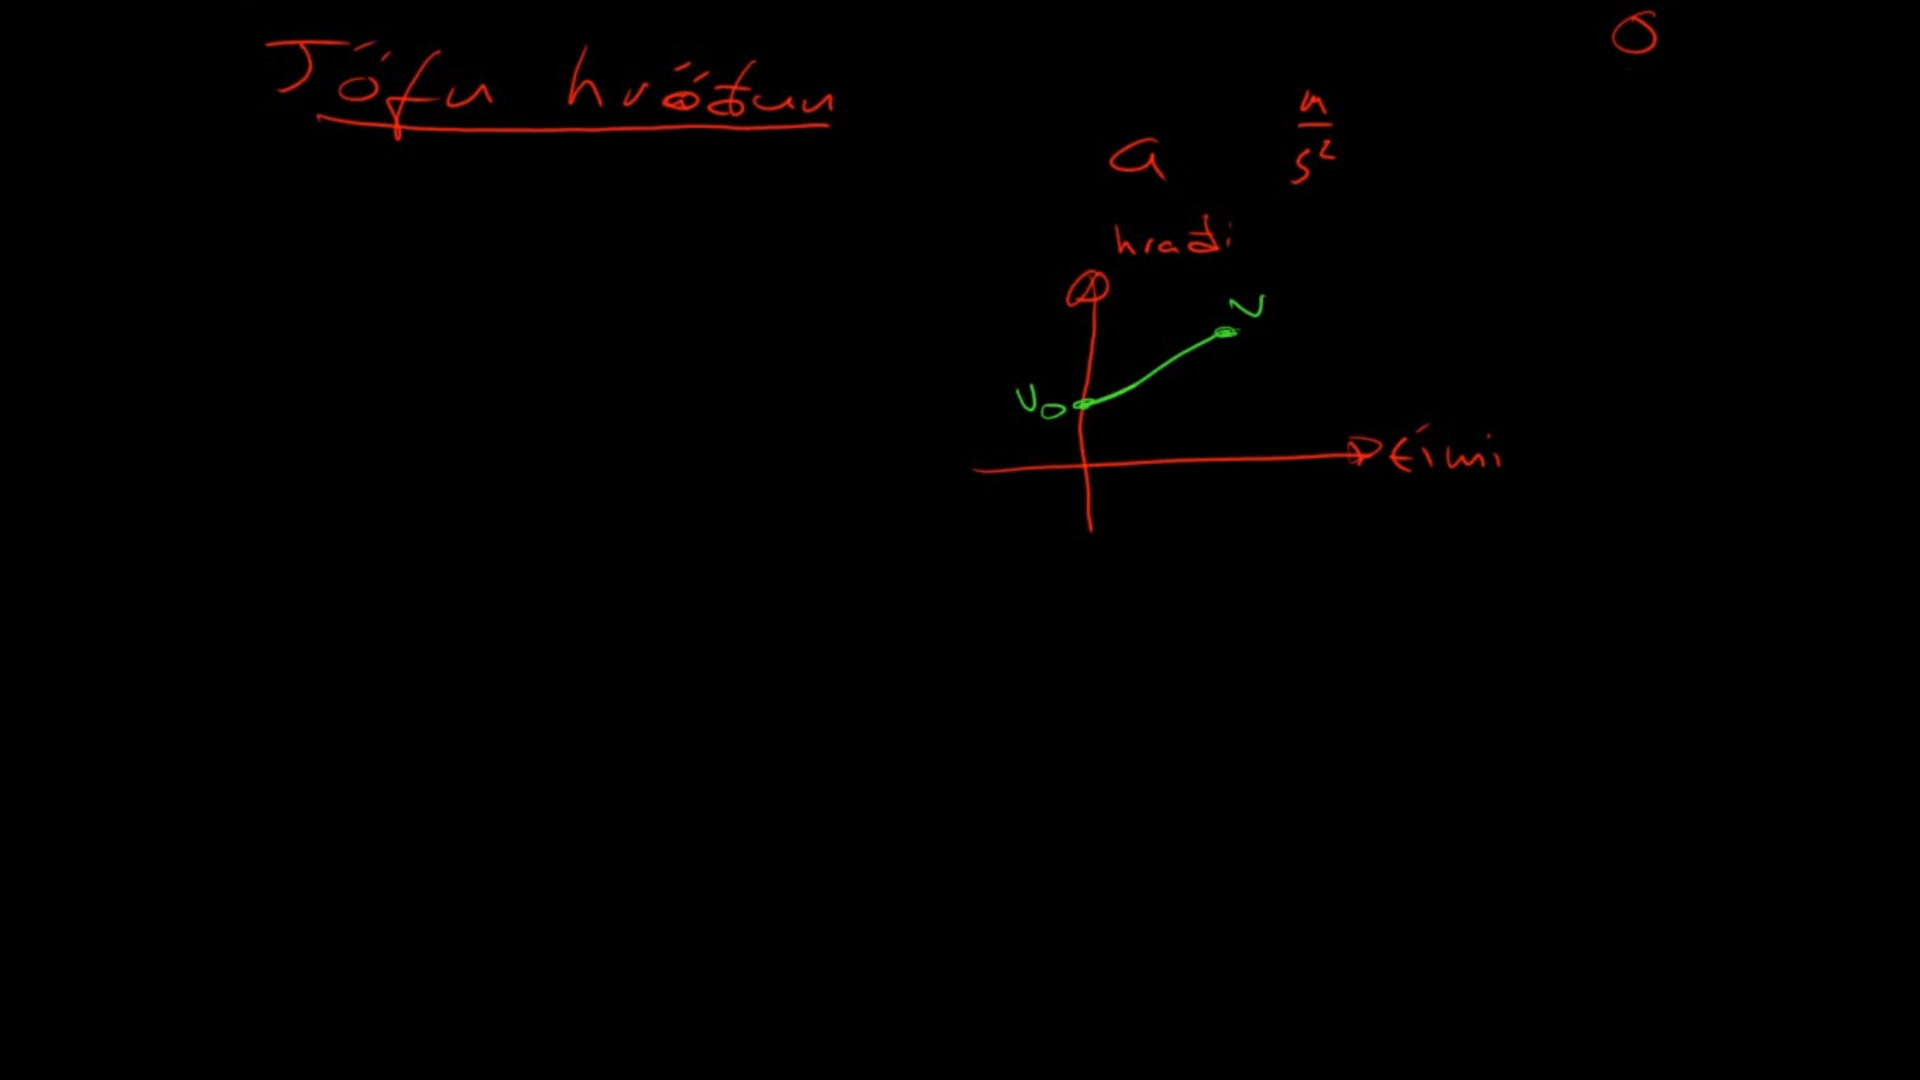 Jöfn hröðun
a m/s²
hraði
v
v₀
tími